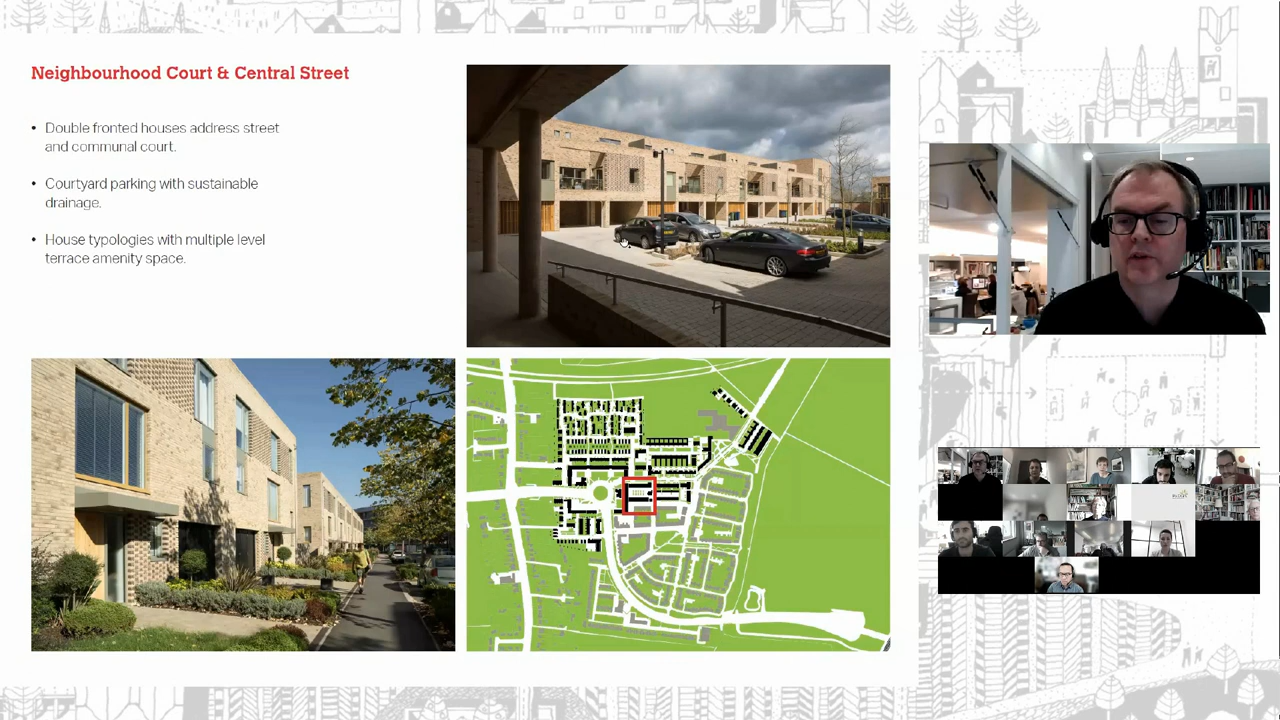 Neighbourhood Court & Central Street
• Double fronted houses address street
and communal court.
• Courtyard parking with sustainable
drainage.
• House typologies with multiple level
terrace amenity space.